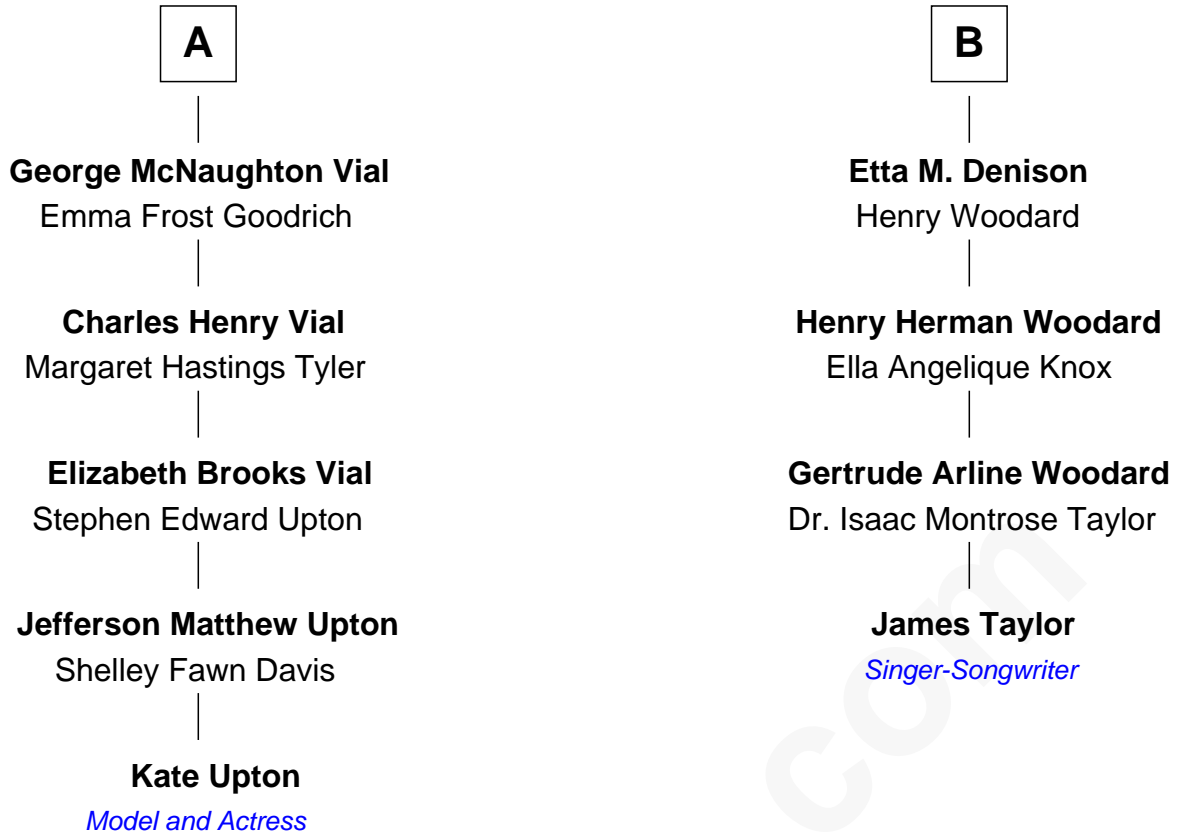 A
George McNaughton Vial
Emma Frost Goodrich
Charles Henry Vial
Margaret Hastings Tyler
Elizabeth Brooks Vial
Stephen Edward Upton
Jefferson Matthew Upton
Shelley Fawn Davis
Kate Upton
Model and Actress
B
Etta M. Denison
Henry Woodard
Henry Herman Woodard
Ella Angelique Knox
Gertrude Arline Woodard
Dr. Isaac Montrose Taylor
James Taylor
Singer-Songwriter
com